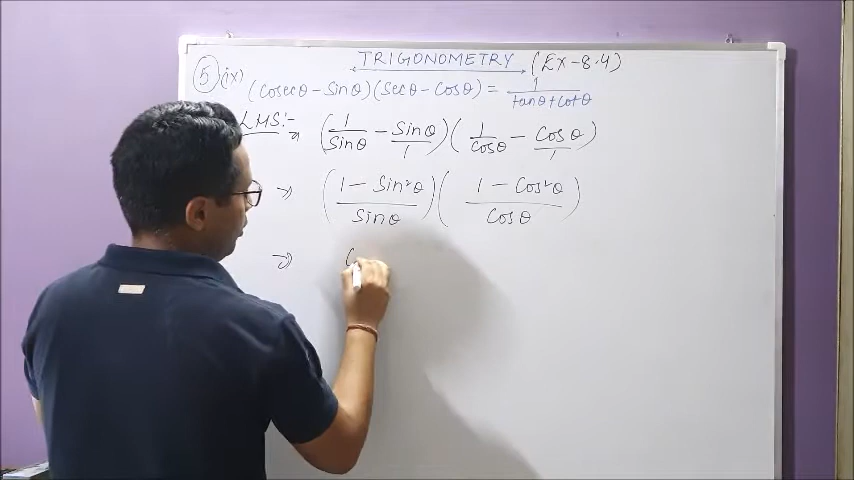 TRIGONOMETRY (Ex-8.4)
5 (ix) (Cosecθ - Sinθ)(Secθ - Cosθ) = 1/(tanθ + Cotθ)
LHS:- → (1/Sinθ - Sinθ/1)(1/Cosθ - Cosθ/1)
⇒ ((1 - Sin²θ)/Sinθ)((1 - Cos²θ)/Cosθ)
⇒ C